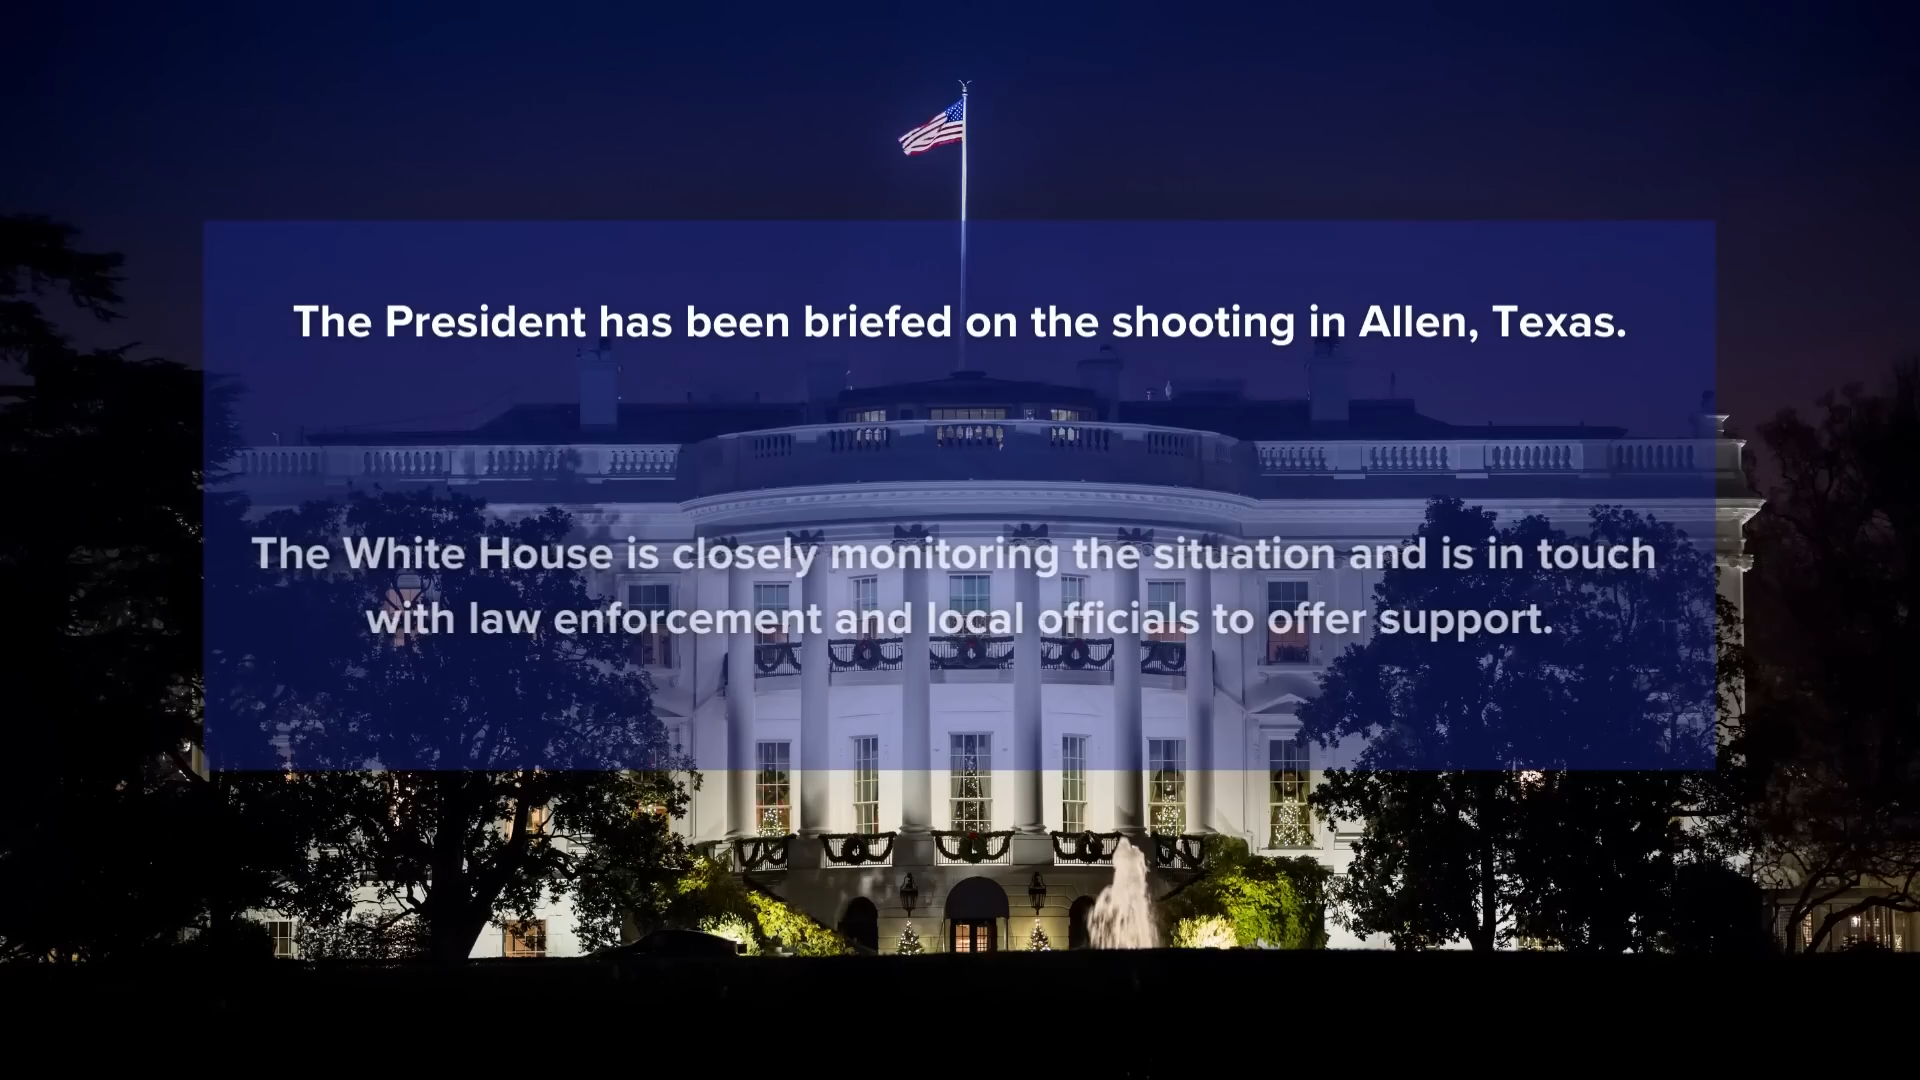 The President has been briefed on the shooting in Allen, Texas.
The White House is closely monitoring the situation and is in touch
with law enforcement and local officials to offer support.